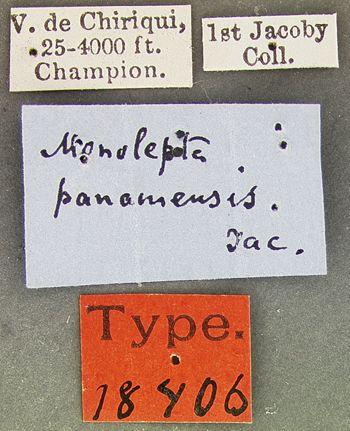 V. de Chiriqui,
25-4000 ft.
Champion.
1st Jacoby
Coll.
Monolepta
panamensis.
Jac.
Type.
18406